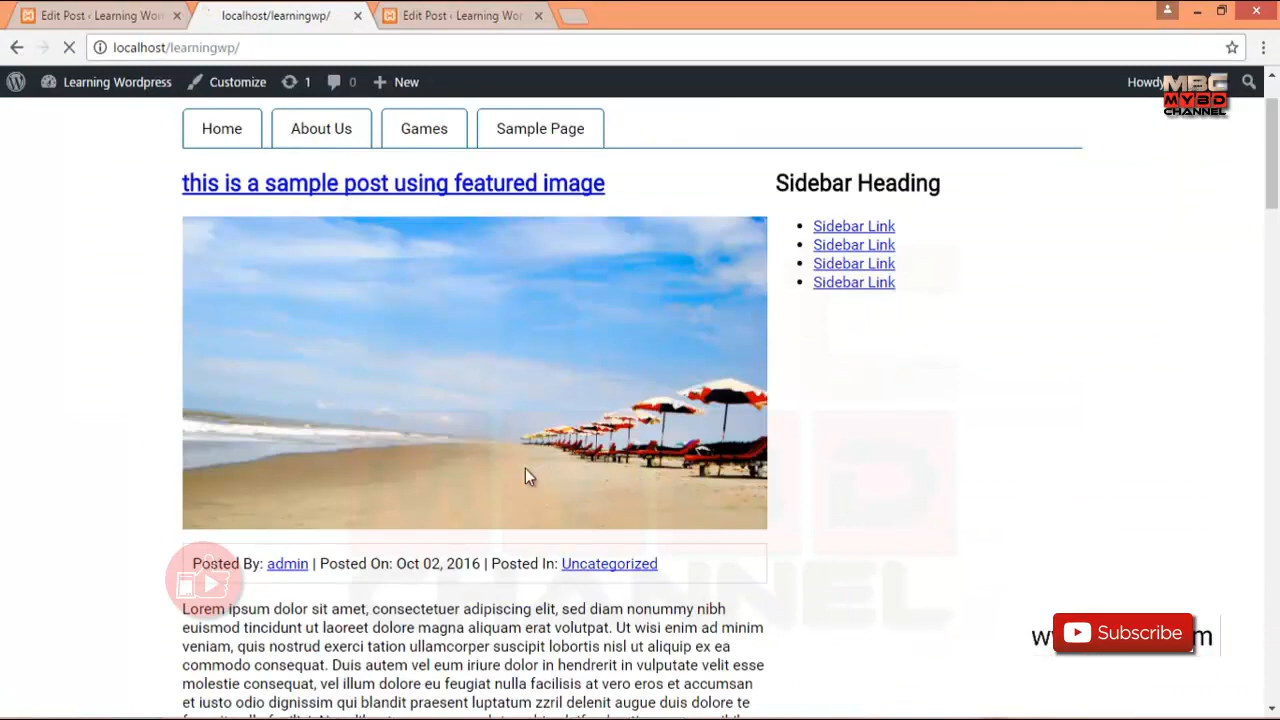 Edit Post ‹ Learning Wor
localhost/learningwp/
Edit Post ‹ Learning Wor
localhost/learningwp/
Learning Wordpress
Customize
1
0
New
Howdy
MBC
MYBD
CHANNEL
Home
About Us
Games
Sample Page
this is a sample post using featured image
Sidebar Heading
Sidebar Link
Sidebar Link
Sidebar Link
Sidebar Link
Posted By: admin | Posted On: Oct 02, 2016 | Posted In: Uncategorized
CHANNEL
Lorem ipsum dolor sit amet, consectetuer adipiscing elit, sed diam nonummy nibh
euismod tincidunt ut laoreet dolore magna aliquam erat volutpat. Ut wisi enim ad minim
veniam, quis nostrud exerci tation ullamcorper suscipit lobortis nisl ut aliquip ex ea
commodo consequat. Duis autem vel eum iriure dolor in hendrerit in vulputate velit esse
molestie consequat, vel illum dolore eu feugiat nulla facilisis at vero eros et accumsan
et iusto odio dignissim qui blandit praesent luptatum zzril delenit augue duis dolore te
Subscribe